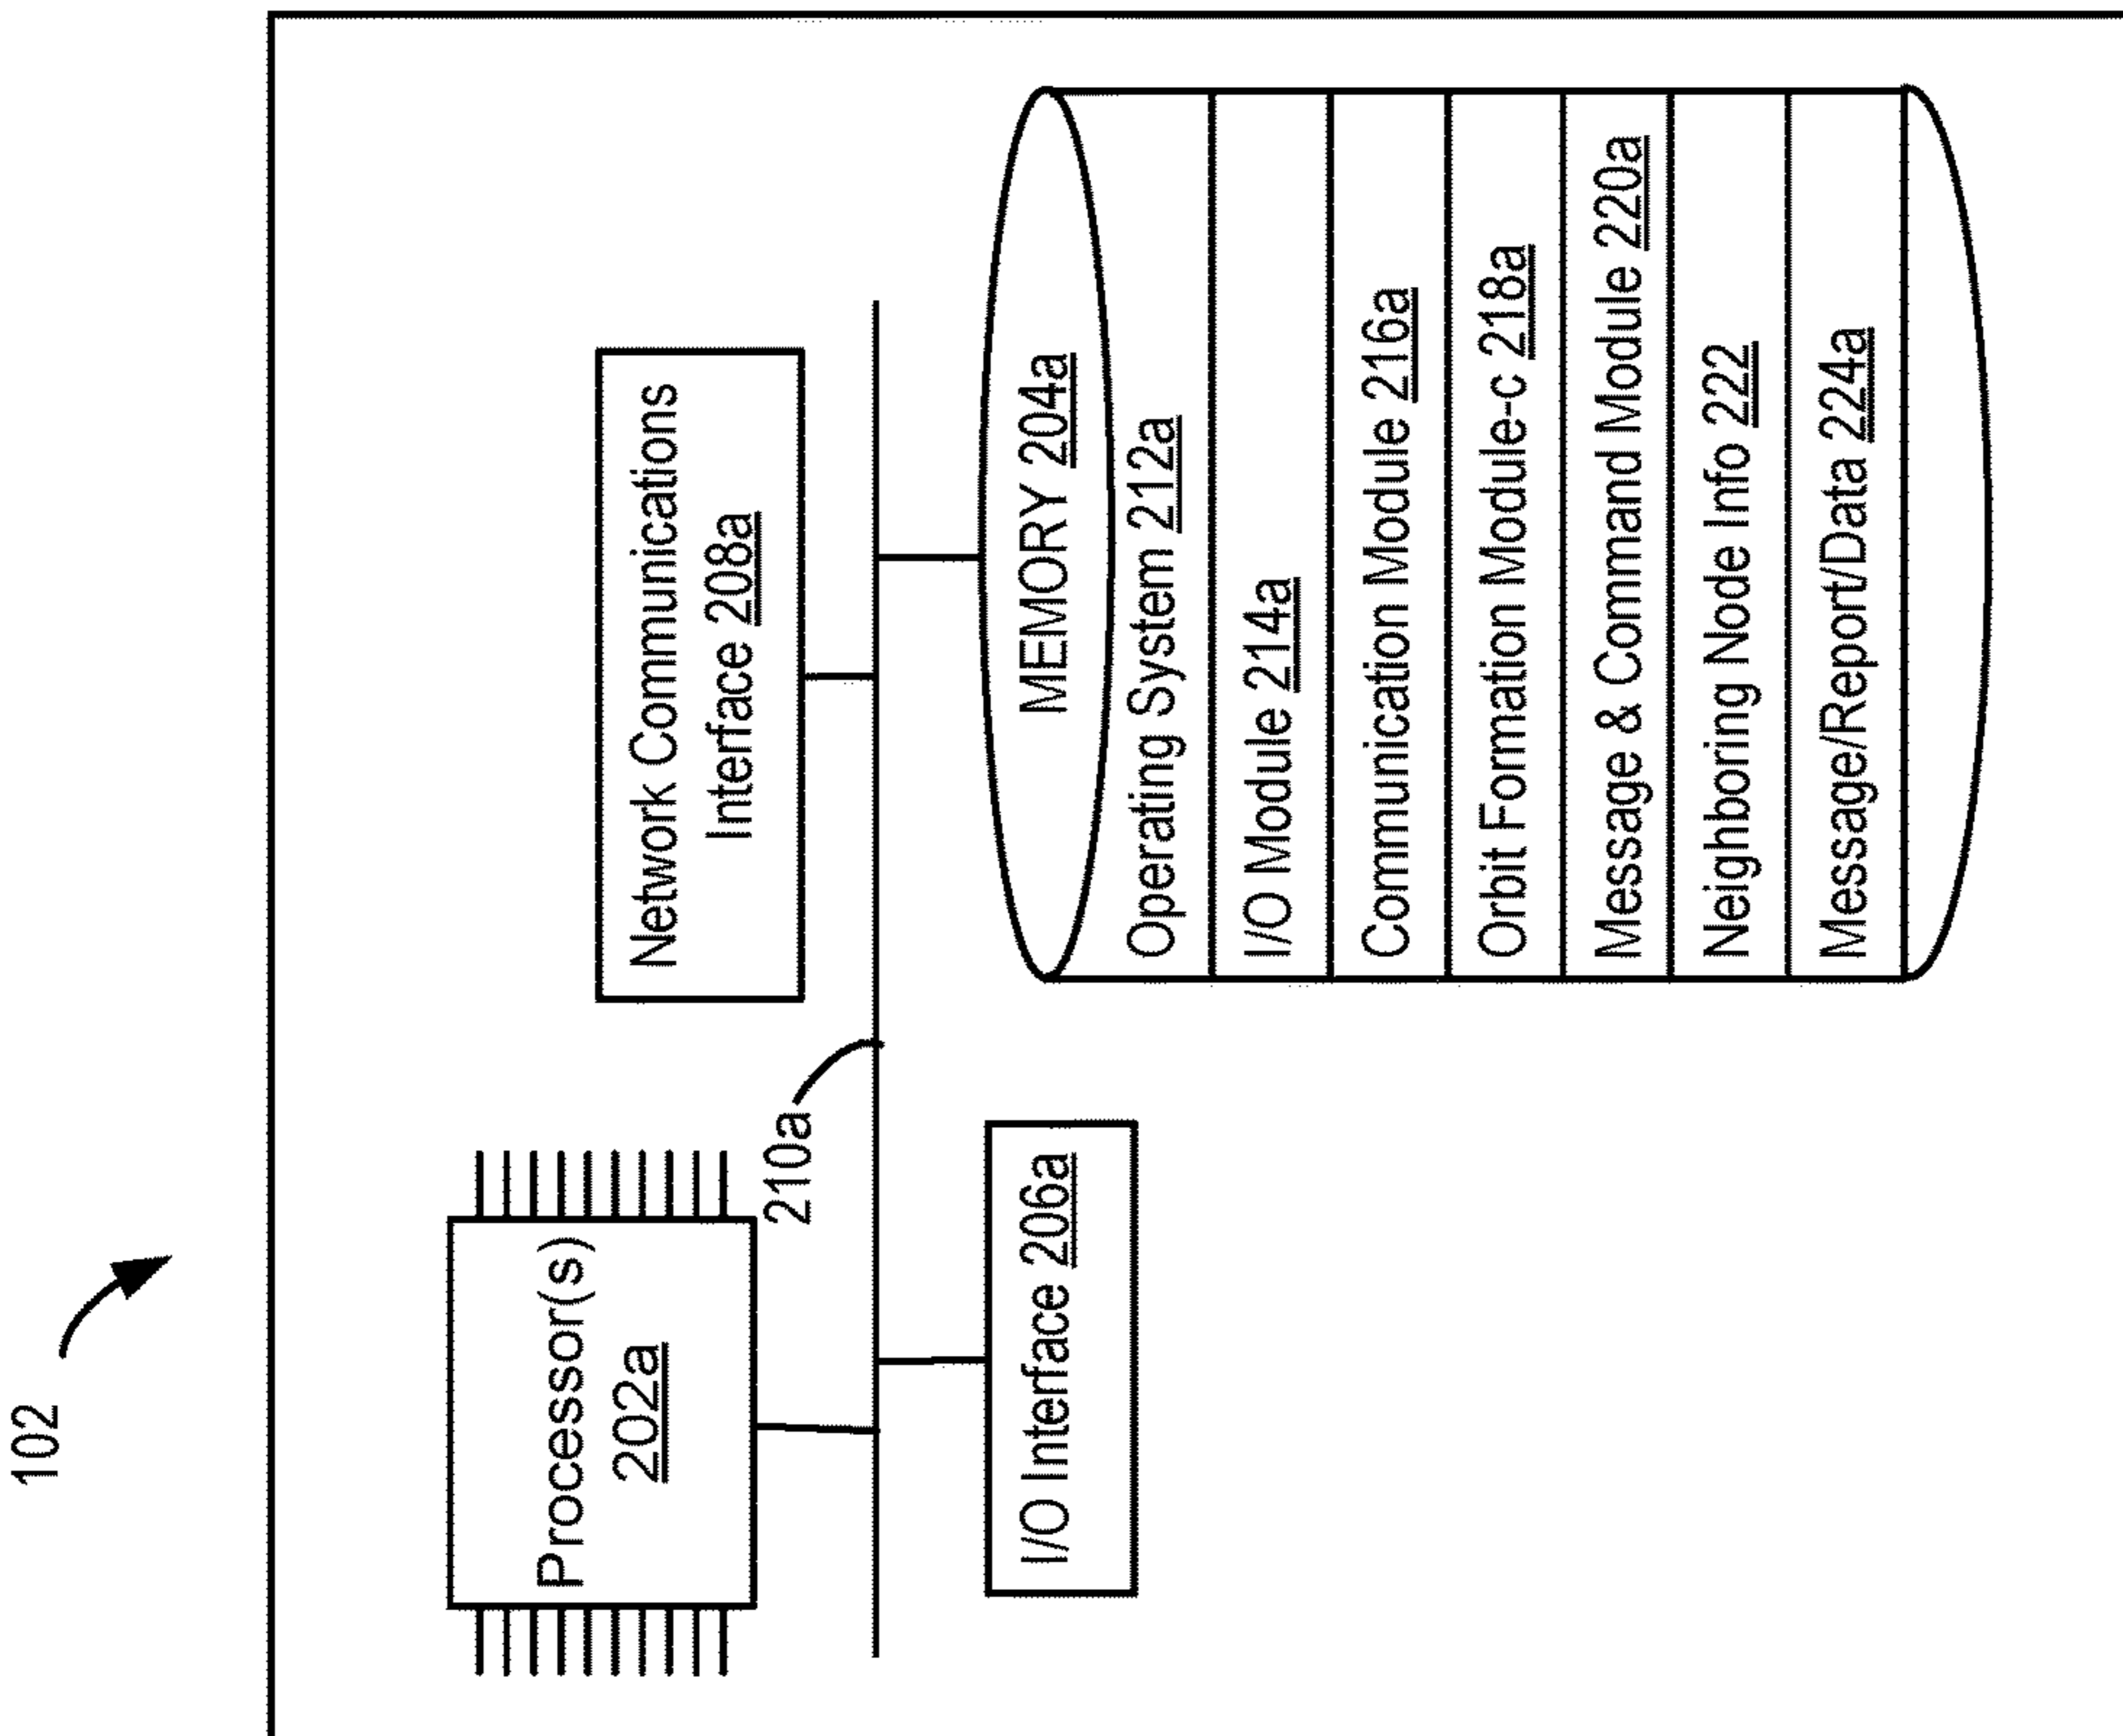 102
Processor(s)
202a
Network Communications
Interface 208a
210a
I/O Interface 206a
MEMORY 204a
Operating System 212a
I/O Module 214a
Communication Module 216a
Orbit Formation Module-c 218a
Message & Command Module 220a
Neighboring Node Info 222
Message/Report/Data 224a